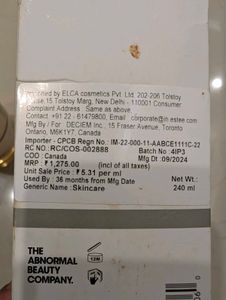 Imported by ELCA cosmetics Pvt. Ltd. 202-206 Tolstoy
House, 15 Tolstoy Marg, New Delhi - 110001 Consumer
Complaint Address : Same as above.
Contact : +91 22 - 61479800, Email : corporate@in.estee.com
Mfg By / For : DECIEM Inc., 15 Fraser Avenue, Toronto
Ontario, M6K1Y7, Canada
Importer - CPCB Regn No.: IM-22-000-11-AABCE1111C-22
RC No.: RC/COS-002888 Batch No: 4IP3
COO : Canada Mfg Dt :09/2024
MRP : ₹1,275.00 (incl of all taxes)
Unit Sale Price : ₹ 5.31 per ml
Used By : 36 months from Mfg Date Net Qty:
Generic Name: Skincare 240 ml
THE
ABNORMAL
BEAUTY
COMPANY.
12M